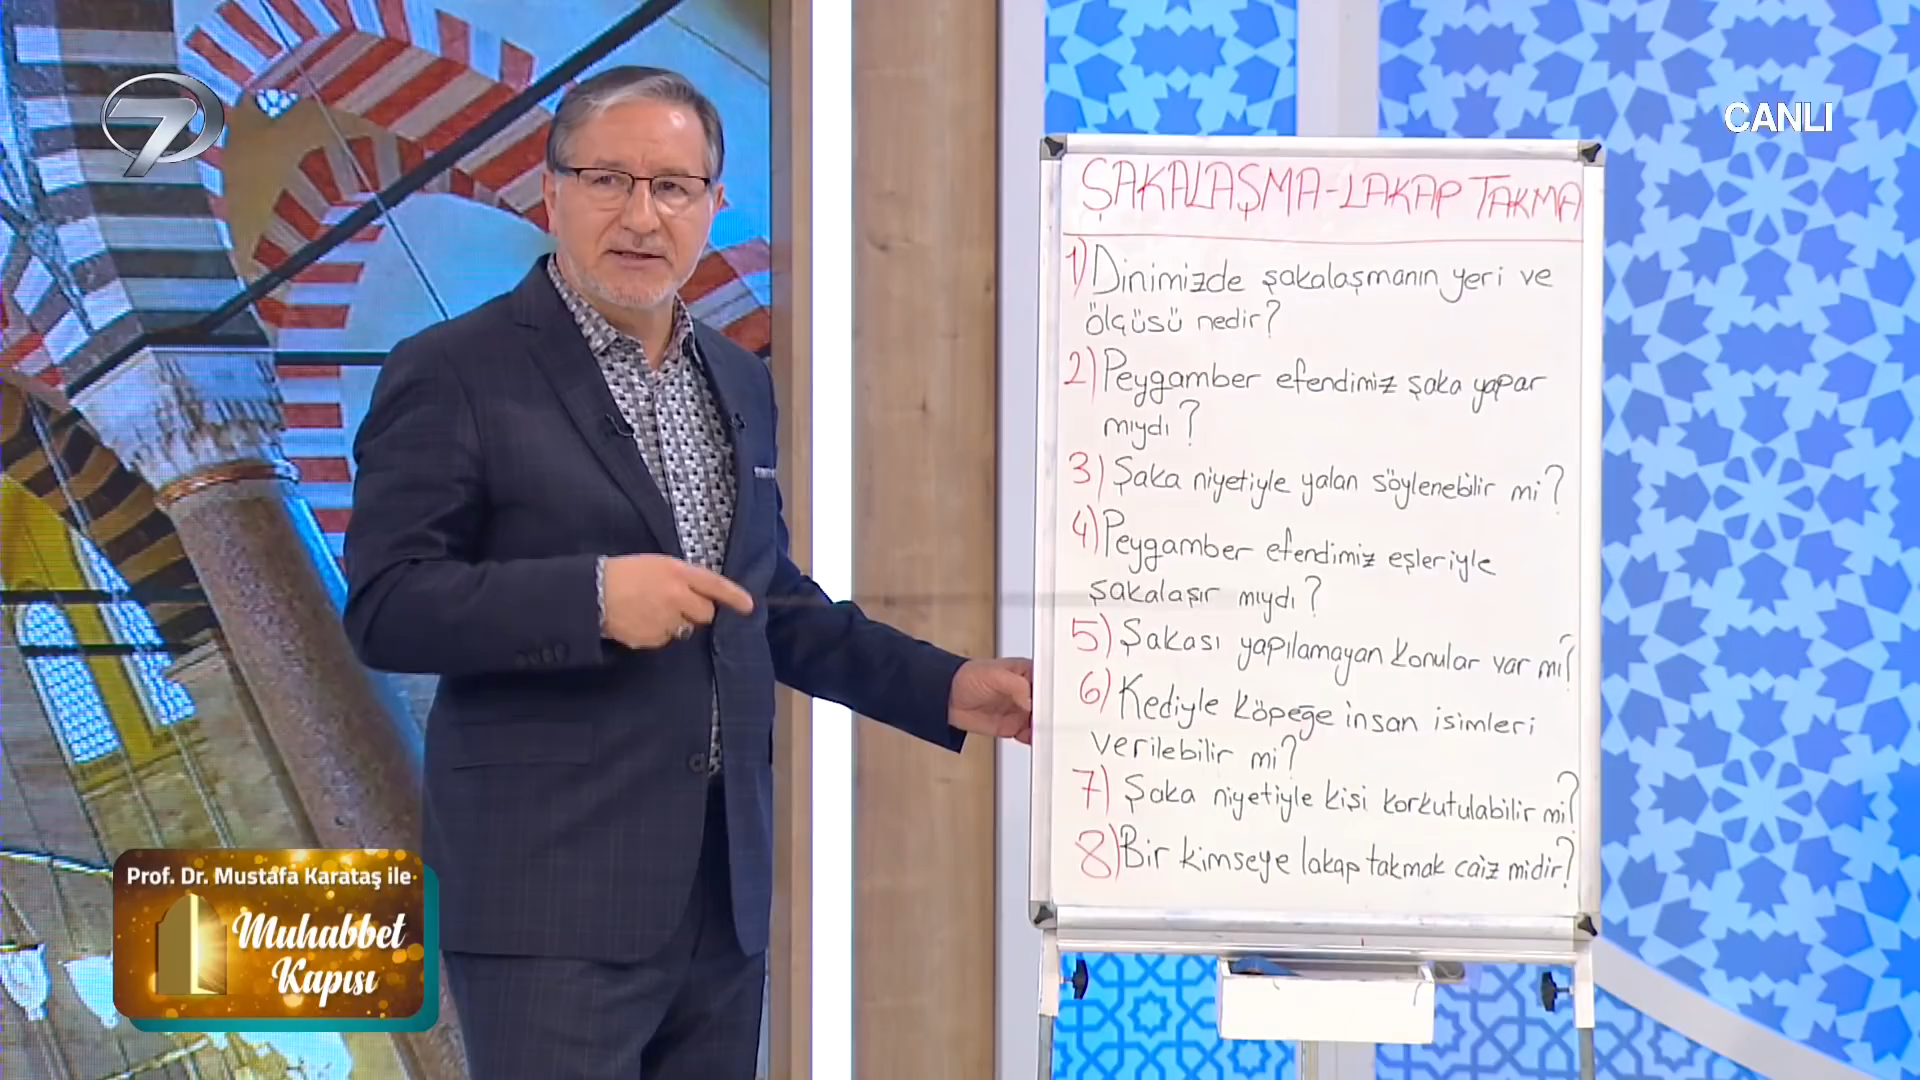 7
CANLI
ŞAKALAŞMA-LAKAP TAKMA
1) Dinimizde şakalaşmanın yeri ve
ölçüsü nedir?
2) Peygamber efendimiz şaka yapar
mıydı?
3) Şaka niyetiyle yalan söylenebilir mi?
4) Peygamber efendimiz eşleriyle
şakalaşır mıydı?
5) Şakası yapılamayan konular var mı?
6) Kediyle köpeğe insan isimleri
verilebilir mi?
7) Şaka niyetiyle kişi korkutulabilir mi?
8) Bir kimseye lakap takmak caiz midir?
Prof. Dr. Mustafa Karataş ile
Muhabbet
Kapısı